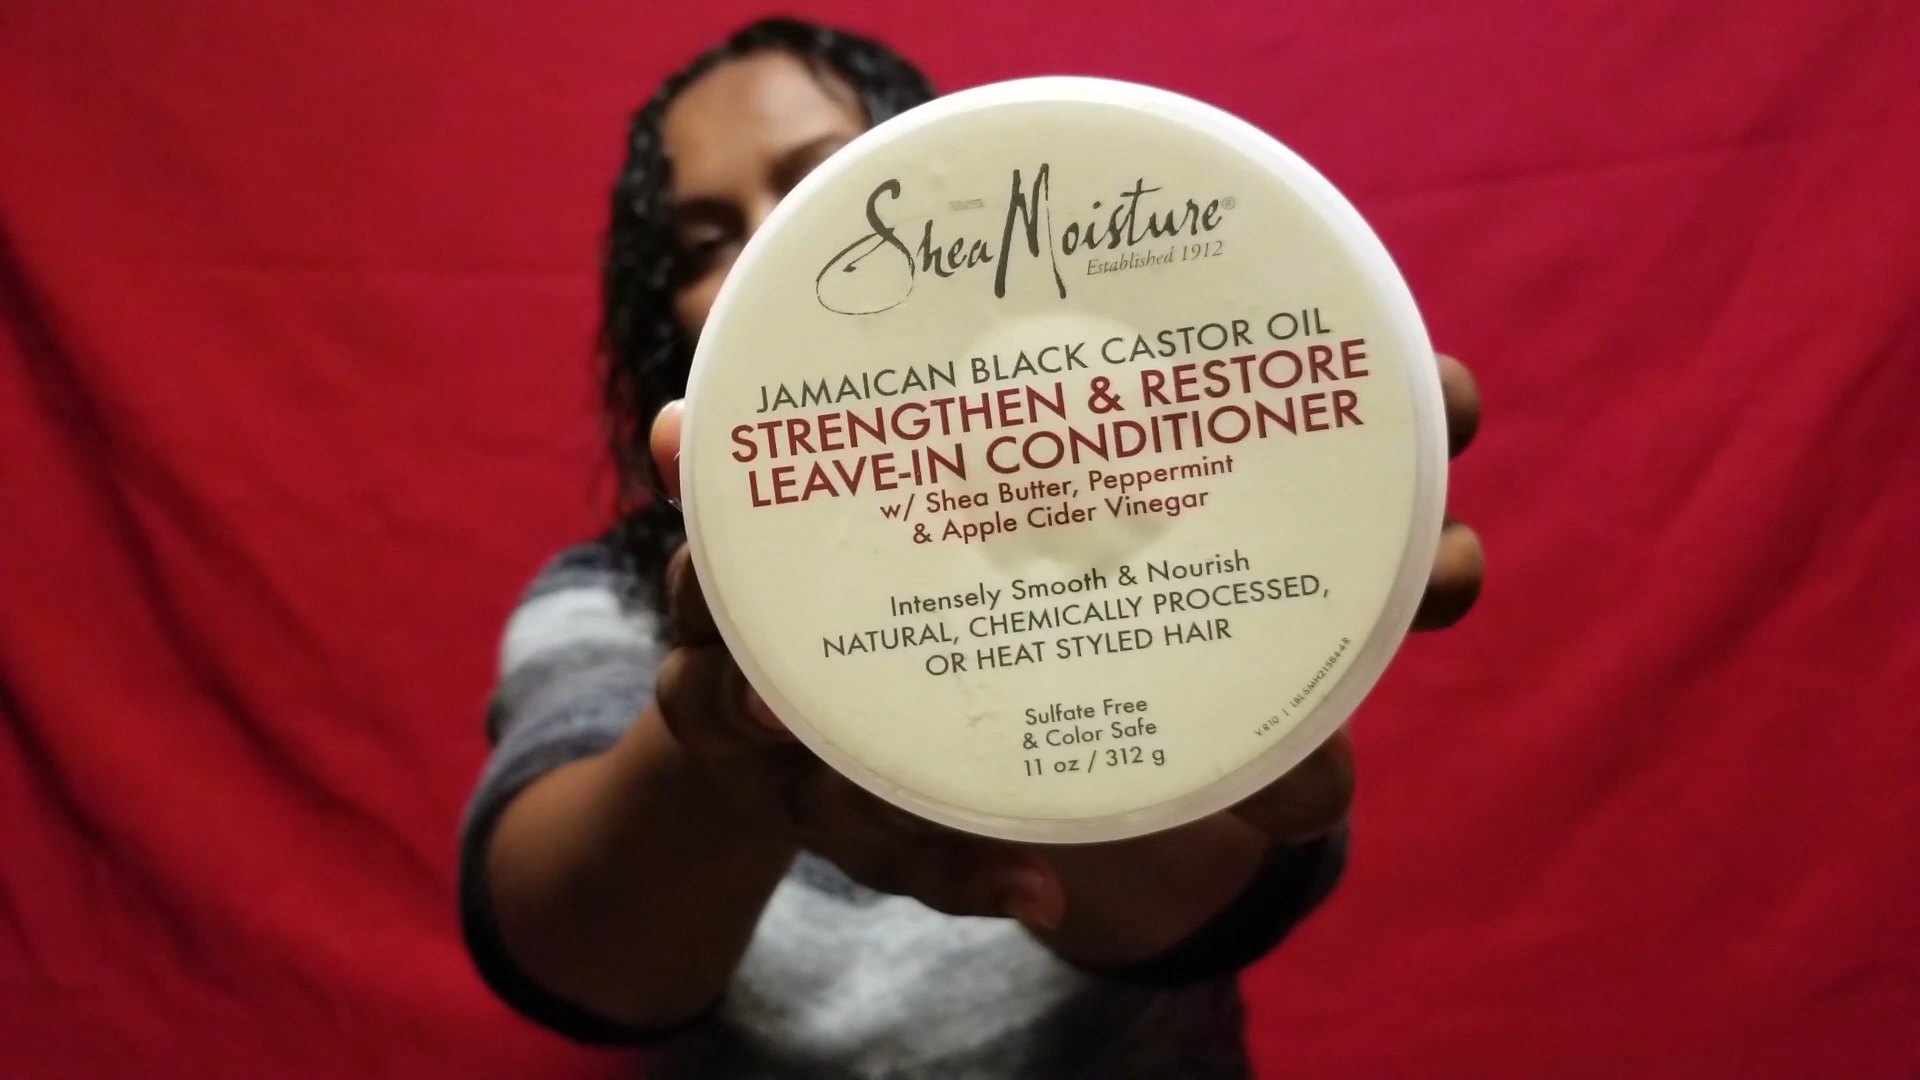 SheaMoisture®
Established 1912
JAMAICAN BLACK CASTOR OIL
STRENGTHEN & RESTORE
LEAVE-IN CONDITIONER
w/ Shea Butter, Peppermint
& Apple Cider Vinegar
Intensely Smooth & Nourish
NATURAL, CHEMICALLY PROCESSED,
OR HEAT STYLED HAIR
Sulfate Free
& Color Safe
11 oz / 312 g